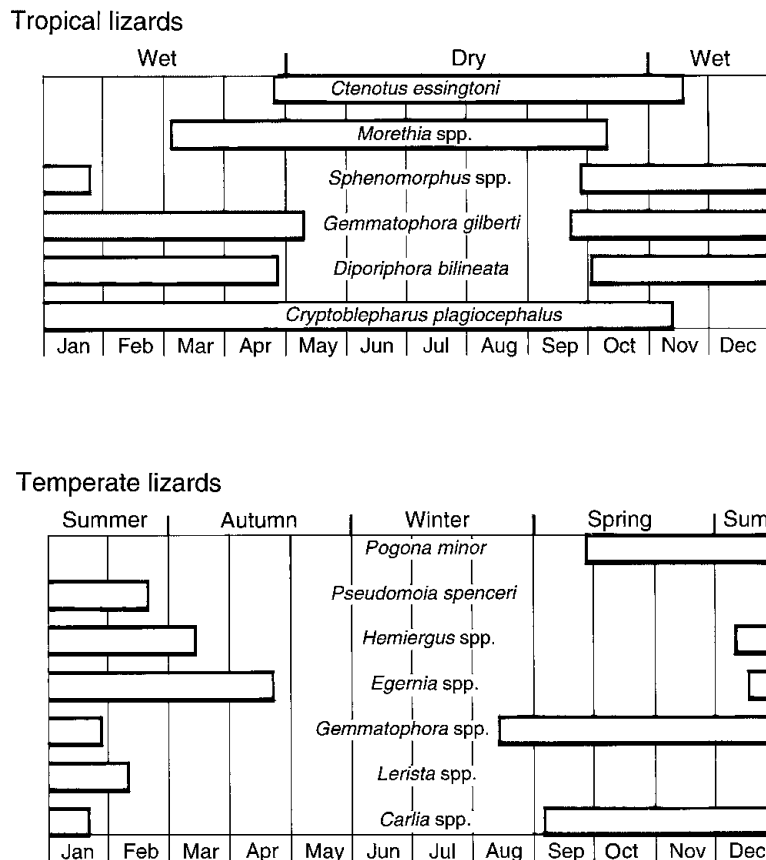 Tropical lizards
Wet Dry Wet
Ctenotus essingtoni
Morethia spp.
Sphenomorphus spp.
Gemmatophora gilberti
Diporiphora bilineata
Cryptoblepharus plagiocephalus
Jan Feb Mar Apr May Jun Jul Aug Sep Oct Nov Dec
Temperate lizards
Summer Autumn Winter Spring Sum
Pogona minor
Pseudomoia spenceri
Hemiergus spp.
Egernia spp.
Gemmatophora spp.
Lerista spp.
Carlia spp.
Jan Feb Mar Apr May Jun Jul Aug Sep Oct Nov Dec